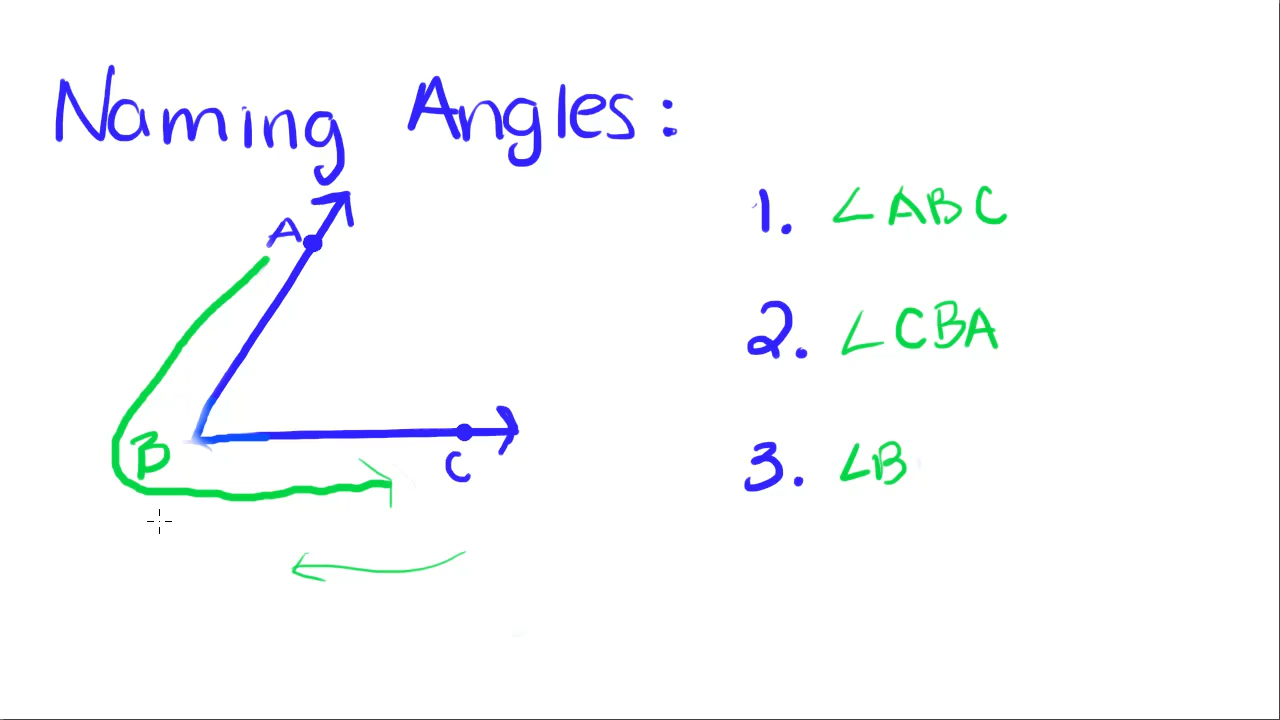 Naming Angles:
A
B
C
1. ∠ABC
2. ∠CBA
3. ∠B